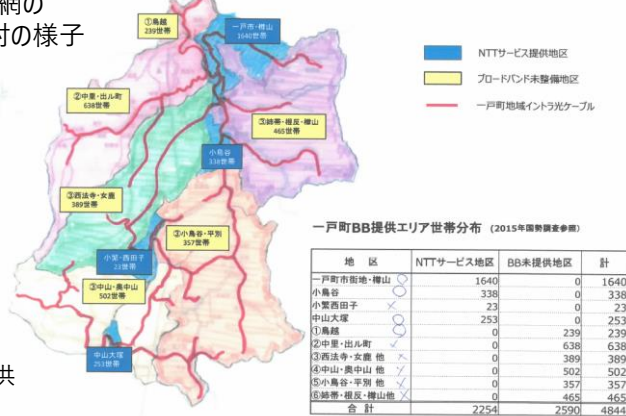 網の
村の様子
①鳥越
239世帯
一戸市・樽山
1640世帯
NTTサービス提供地区
ブロードバンド未整備地区
一戸町地域イントラ光ケーブル
②中里・出ル町
638世帯
③姉帯・根反・樽山
465世帯
小鳥谷
338世帯
③西法寺・女鹿
389世帯
③小鳥谷・平別
357世帯
小繋・西田子
23世帯
③中山・奥中山
502世帯
中山大塚
253世帯
供
一戸町BB提供エリア世帯分布 (2015年国勢調査参照)
地 区 NTTサービス地区 BB未提供地区 計
一戸町市街地・樽山 1640 0 1640
小鳥谷 338 0 338
小繋西田子 23 0 23
中山大塚 253 0 253
①鳥越 0 239 239
②中里・出ル町 0 638 638
③西法寺・女鹿 他 0 389 389
④中山・奥中山 他 0 502 502
⑤小鳥谷・平別 他 0 357 357
⑥姉帯・根反・樽山他 0 465 465
合 計 2254 2590 4844